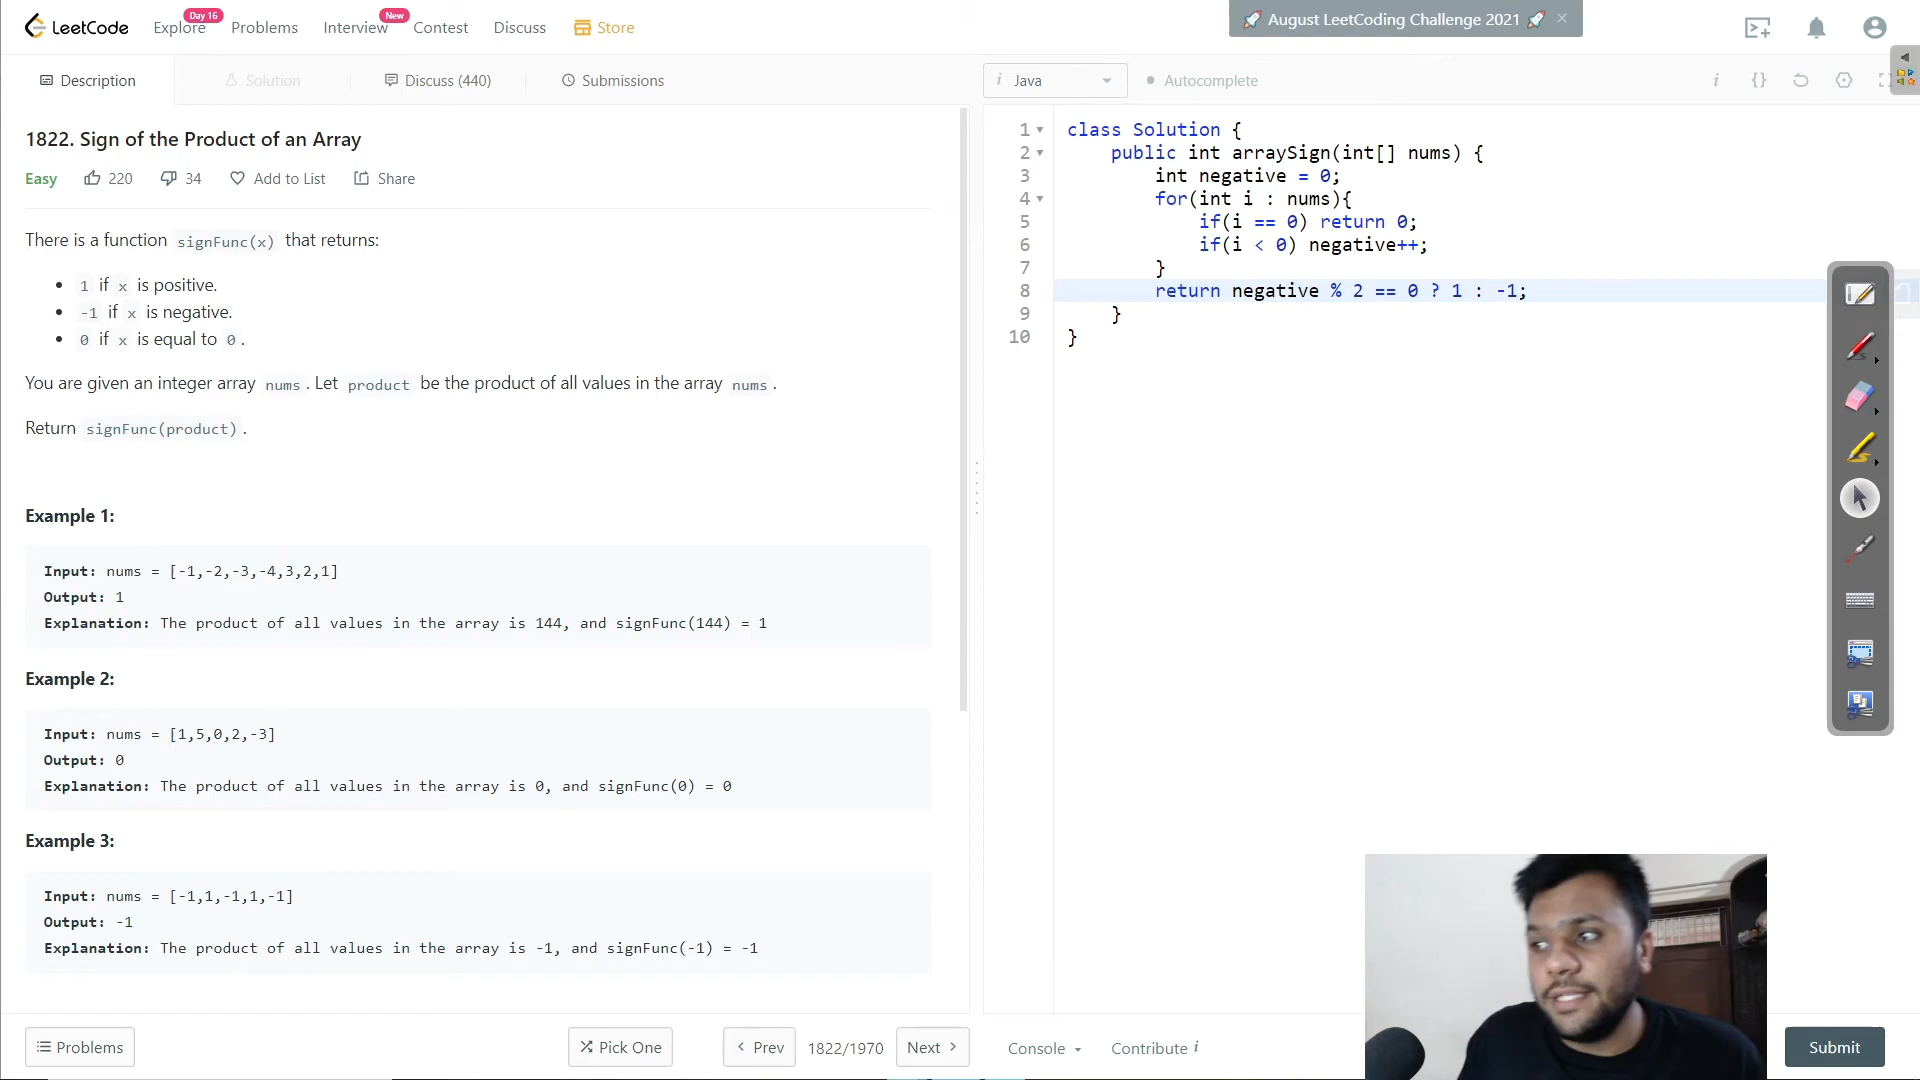 LeetCode
Explore
Day 16
Problems
Interview
New
Contest
Discuss
Store
🚀 August LeetCoding Challenge 2021 🚀 ×
Description
Solution
Discuss (440)
Submissions
i Java
Autocomplete
1822. Sign of the Product of an Array
Easy 220 34 Add to List Share
There is a function signFunc(x) that returns:
• 1 if x is positive.
• -1 if x is negative.
• 0 if x is equal to 0.
You are given an integer array nums. Let product be the product of all values in the array nums.
Return signFunc(product).
Example 1:
Input: nums = [-1,-2,-3,-4,3,2,1]
Output: 1
Explanation: The product of all values in the array is 144, and signFunc(144) = 1
Example 2:
Input: nums = [1,5,0,2,-3]
Output: 0
Explanation: The product of all values in the array is 0, and signFunc(0) = 0
Example 3:
Input: nums = [-1,1,-1,1,-1]
Output: -1
Explanation: The product of all values in the array is -1, and signFunc(-1) = -1
1 class Solution {
2 public int arraySign(int[] nums) {
3 int negative = 0;
4 for(int i : nums){
5 if(i == 0) return 0;
6 if(i < 0) negative++;
7 }
8 return negative % 2 == 0 ? 1 : -1;
9 }
10 }
Problems
Pick One
< Prev
1822/1970
Next >
Console
Contribute i
Submit